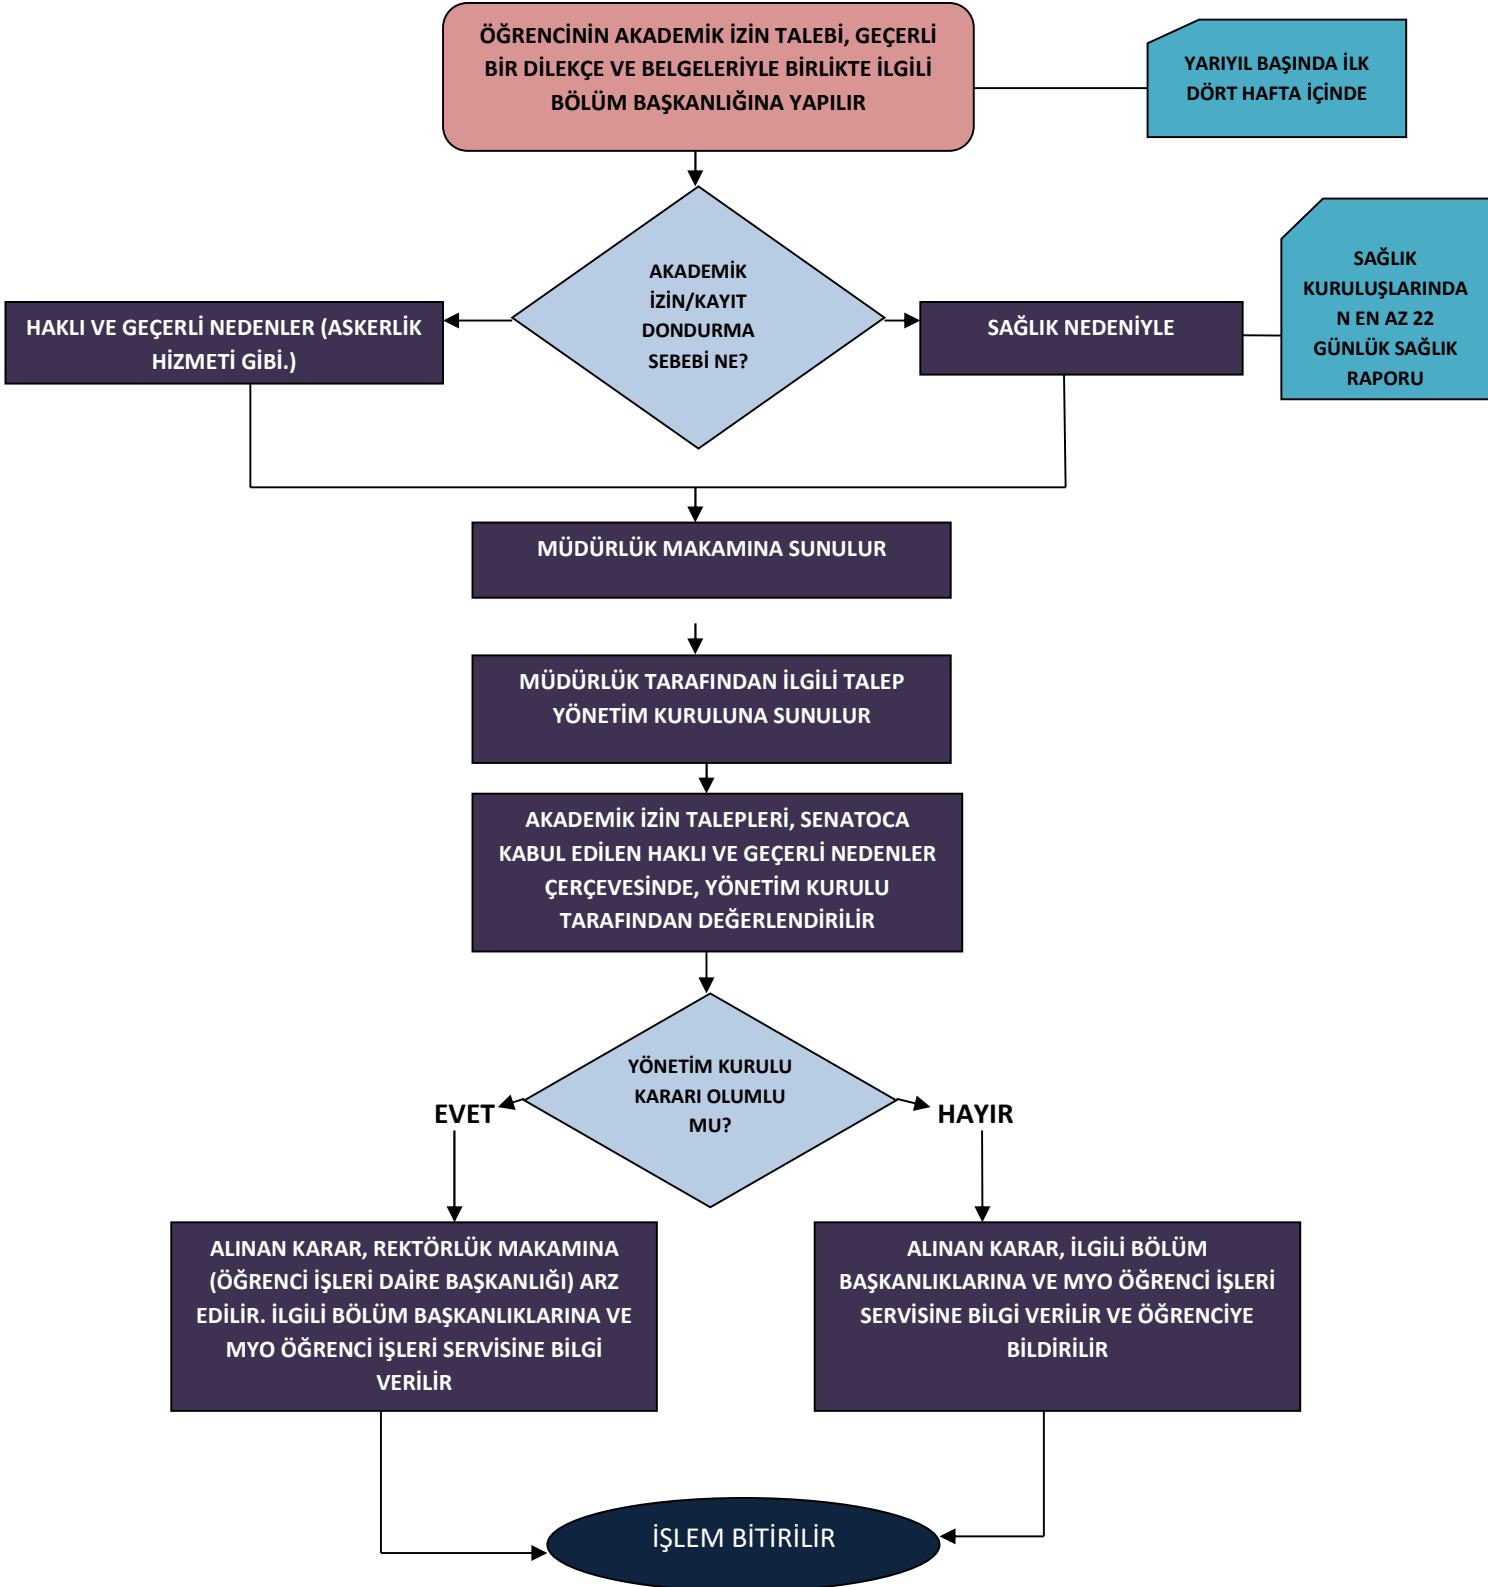 ÖĞRENCİNİN AKADEMİK İZİN TALEBİ, GEÇERLİ
BİR DİLEKÇE VE BELGELERİYLE BİRLİKTE İLGİLİ
BÖLÜM BAŞKANLIĞINA YAPILIR
YARIYIL BAŞINDA İLK
DÖRT HAFTA İÇİNDE
AKADEMİK
İZİN/KAYIT
DONDURMA
SEBEBİ NE?
HAKLI VE GEÇERLİ NEDENLER (ASKERLİK
HİZMETİ GİBİ.)
SAĞLIK NEDENİYLE
SAĞLIK
KURULUŞLARINDA
N EN AZ 22
GÜNLÜK SAĞLIK
RAPORU
MÜDÜRLÜK MAKAMINA SUNULUR
MÜDÜRLÜK TARAFINDAN İLGİLİ TALEP
YÖNETİM KURULUNA SUNULUR
AKADEMİK İZİN TALEPLERİ, SENATOCA
KABUL EDİLEN HAKLI VE GEÇERLİ NEDENLER
ÇERÇEVESİNDE, YÖNETİM KURULU
TARAFINDAN DEĞERLENDİRİLİR
YÖNETİM KURULU
KARARI OLUMLU
MU?
EVET
HAYIR
ALINAN KARAR, REKTÖRLÜK MAKAMINA
(ÖĞRENCİ İŞLERİ DAİRE BAŞKANLIĞI) ARZ
EDİLİR. İLGİLİ BÖLÜM BAŞKANLIKLARINA VE
MYO ÖĞRENCİ İŞLERİ SERVİSİNE BİLGİ
VERİLİR
ALINAN KARAR, İLGİLİ BÖLÜM
BAŞKANLIKLARINA VE MYO ÖĞRENCİ İŞLERİ
SERVİSİNE BİLGİ VERİLİR VE ÖĞRENCİYE
BİLDİRİLİR
İŞLEM BİTİRİLİR